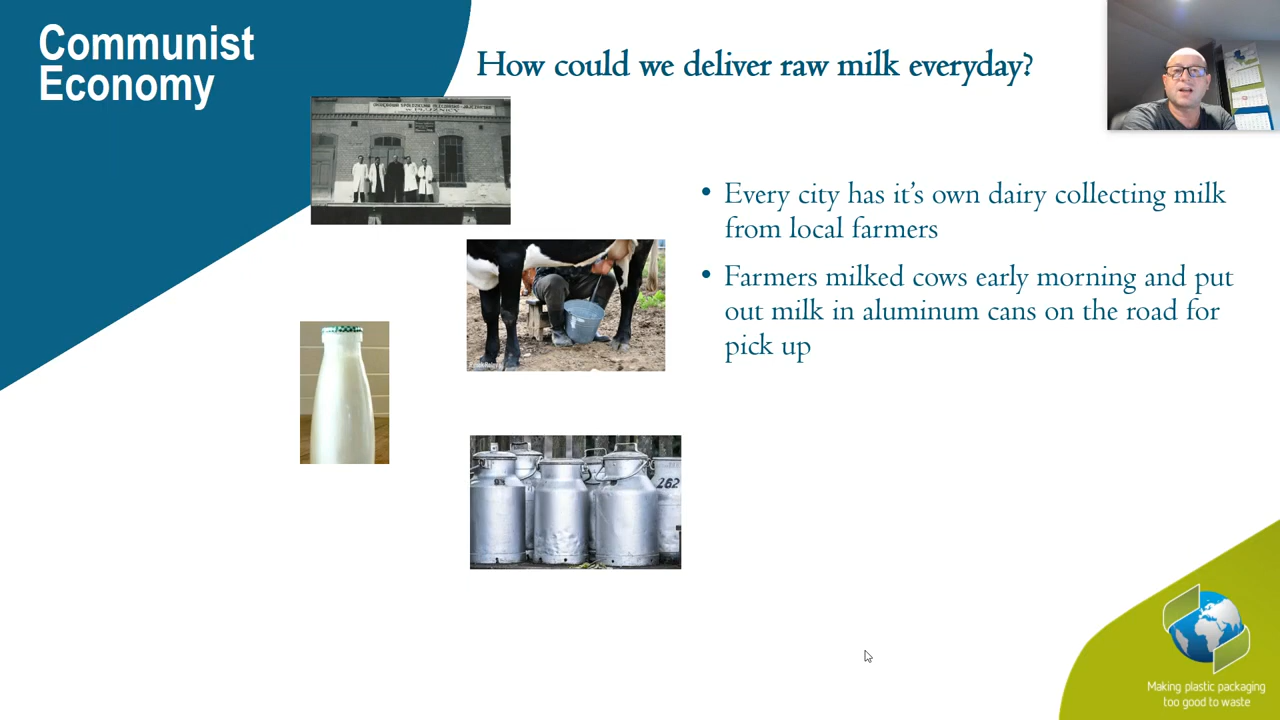 Communist
Economy
How could we deliver raw milk everyday?
• Every city has it's own dairy collecting milk
from local farmers
• Farmers milked cows early morning and put
out milk in aluminum cans on the road for
pick up
262
Making plastic packaging
too good to waste